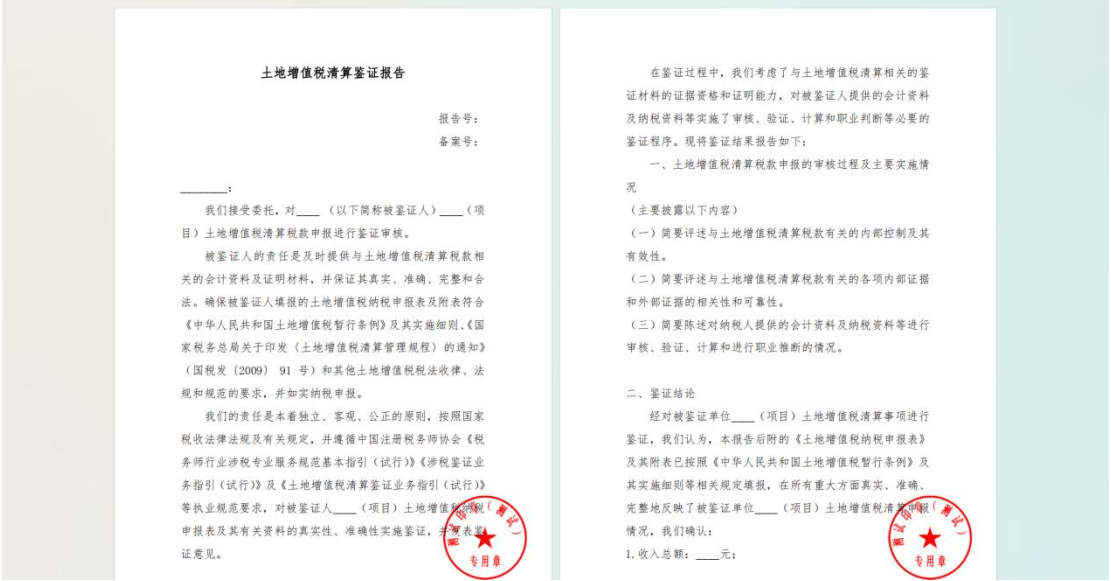 土地增值税清算鉴证报告
报告号：
备案号：
________：
我们接受委托，对____ （以下简称被鉴证人）____（项
目）土地增值税清算税款申报进行鉴证审核。
被鉴证人的责任是及时提供与土地增值税清算税款相
关的会计资料及证明材料，并保证其真实、准确、完整和合
法。确保被鉴证人填报的土地增值税纳税申报表及附表符合
《中华人民共和国土地增值税暂行条例》及其实施细则、《国
家税务总局关于印发〈土地增值税清算管理规程〉的通知》
（国税发〔2009〕 91 号）和其他土地增值税税法收律、法
规和规范的要求，并如实纳税申报。
我们的责任是本着独立、客观、公正的原则，按照国家
税收法律法规及有关规定，并遵循中国注册税务师协会《税
务师行业涉税专业服务规范基本指引（试行）》《涉税鉴证业
务指引（试行）》及《土地增值税清算鉴证业务指引（试行）》
等执业规范要求，对被鉴证人____（项目）土地增值税纳税
申报表及其有关资料的真实性、准确性实施鉴证，并发表鉴
证意见。
测试印章（测试）
专用章
在鉴证过程中，我们考虑了与土地增值税清算相关的鉴
证材料的证据资格和证明能力，对被鉴证人提供的会计资料
及纳税资料等实施了审核、验证、计算和职业判断等必要的
鉴证程序。现将鉴证结果报告如下：
一、土地增值税清算税款申报的审核过程及主要实施情
况
（主要披露以下内容）
（一）简要评述与土地增值税清算税款有关的内部控制及其
有效性。
（二）简要评述与土地增值税清算税款有关的各项内部证据
和外部证据的相关性和可靠性。
（三）简要陈述对纳税人提供的会计资料及纳税资料等进行
审核、验证、计算和进行职业推断的情况。
二、鉴证结论
经对被鉴证单位____（项目）土地增值税清算事项进行
鉴证，我们认为，本报告后附的《土地增值税纳税申报表》
及其附表已按照《中华人民共和国土地增值税暂行条例》及
其实施细则等相关规定填报，在所有重大方面真实、准确、
完整地反映了被鉴证单位____（项目）土地增值税清算申报
情况，我们确认：
1.收入总额：____元；
测试印章（测试）
专用章